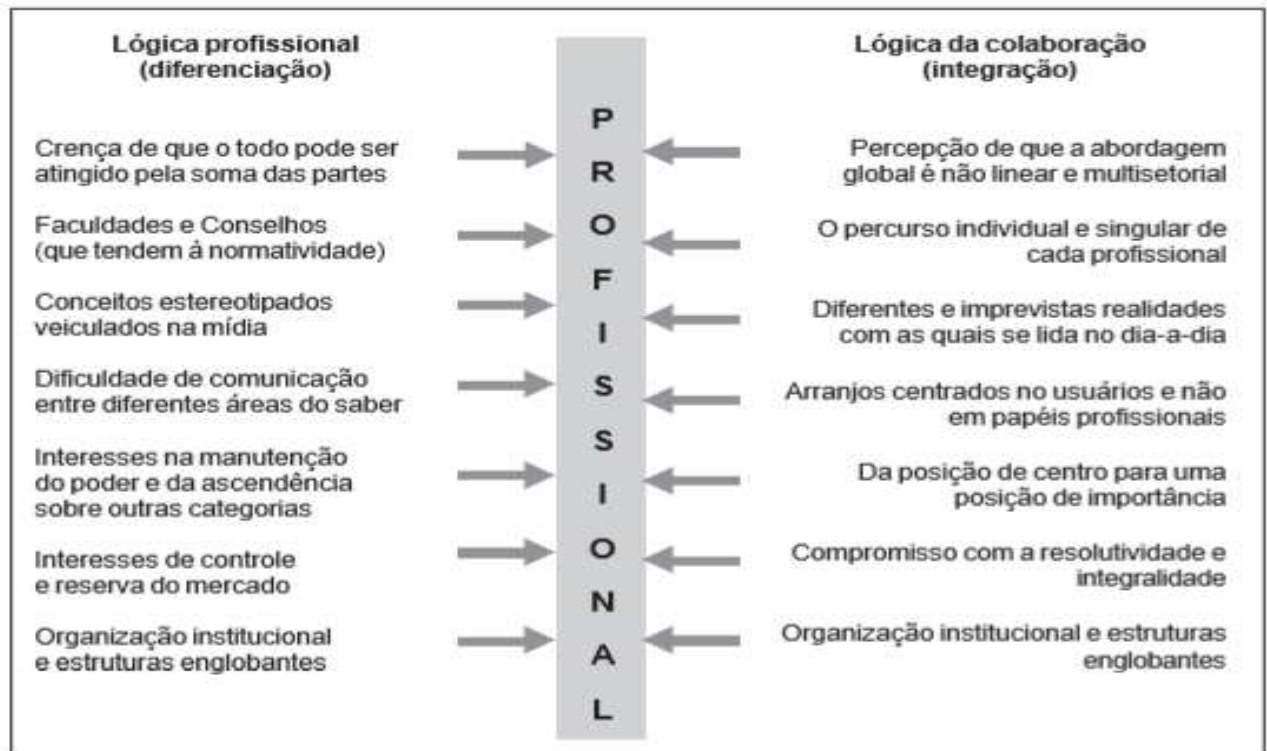 Lógica profissional
(diferenciação)
Crença de que o todo pode ser
atingido pela soma das partes
Faculdades e Conselhos
(que tendem á normatividade)
Conceitos estereotipados
veiculados na mídia
Dificuldade de comunicação
entre diferentes áreas do saber
Interesses na manutenção
do poder e da ascendência
sobre outras categorias
Interesses de controle
e reserva do mercado
Organização institucional
e estruturas englobantes
P
R
O
F
I
S
S
I
O
N
A
L
Lógica da colaboração
(integração)
Percepção de que a abordagem
global é não linear e multisetorial
O percurso individual e singular de
cada profissional
Diferentes e imprevistas realidades
com as quais se lida no dia-a-dia
Arranjos centrados no usuários e não
em papéis profissionais
Da posição de centro para uma
posição de importância
Compromisso com a resolutividade e
integralidade
Organização institucional e estruturas
englobantes